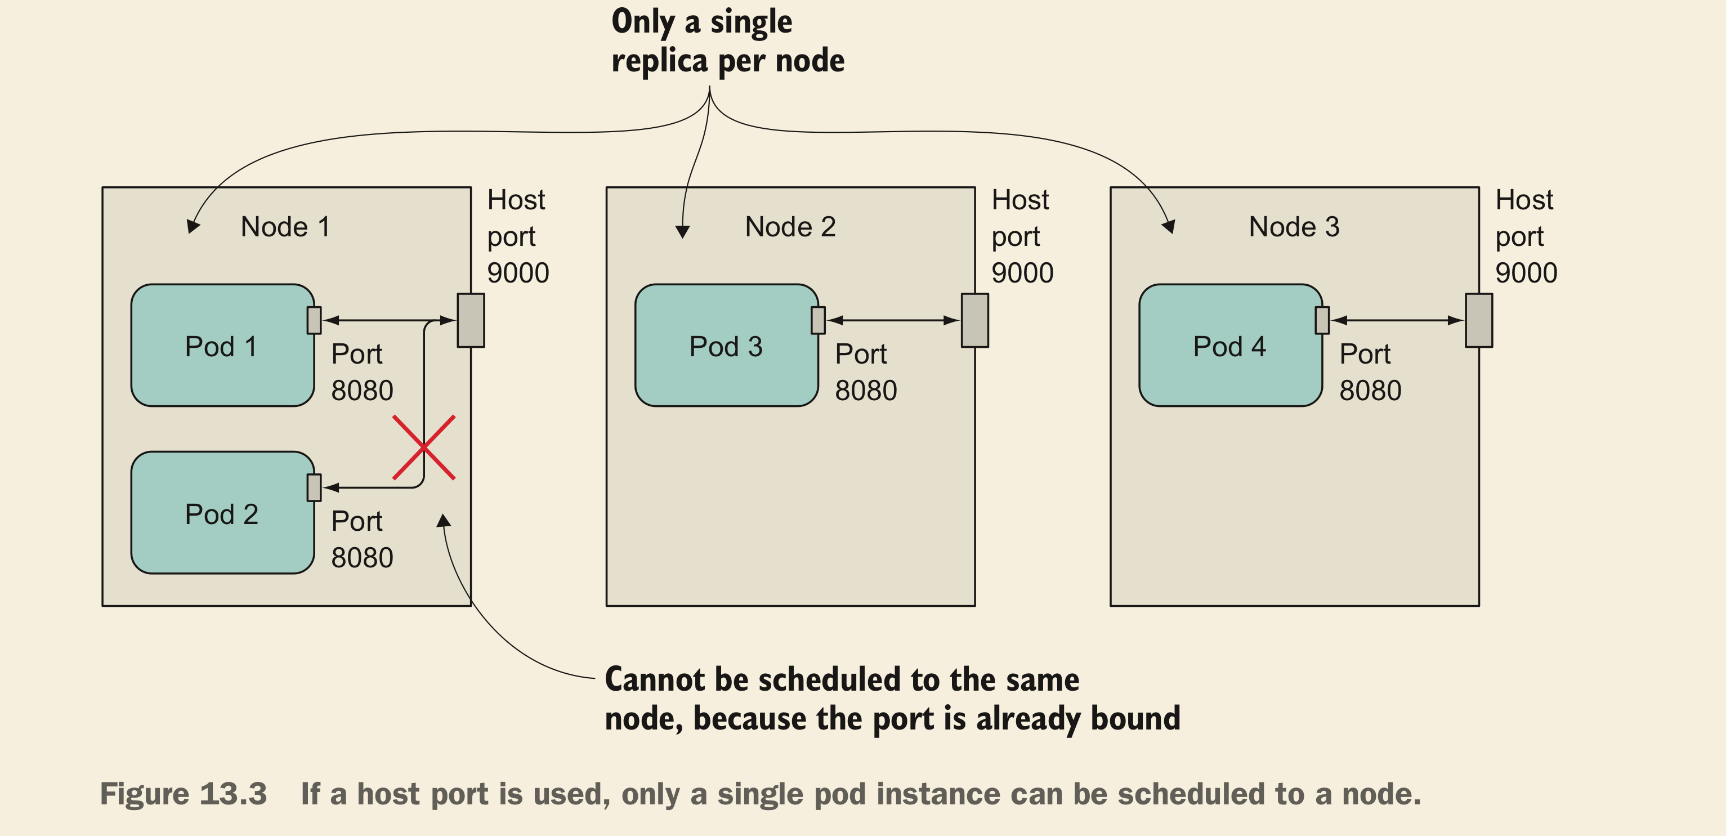 Only a single
replica per node
Node 1
Host
port
9000
Pod 1
Port
8080
Pod 2
Port
8080
Node 2
Host
port
9000
Pod 3
Port
8080
Node 3
Host
port
9000
Pod 4
Port
8080
Cannot be scheduled to the same
node, because the port is already bound
Figure 13.3 If a host port is used, only a single pod instance can be scheduled to a node.